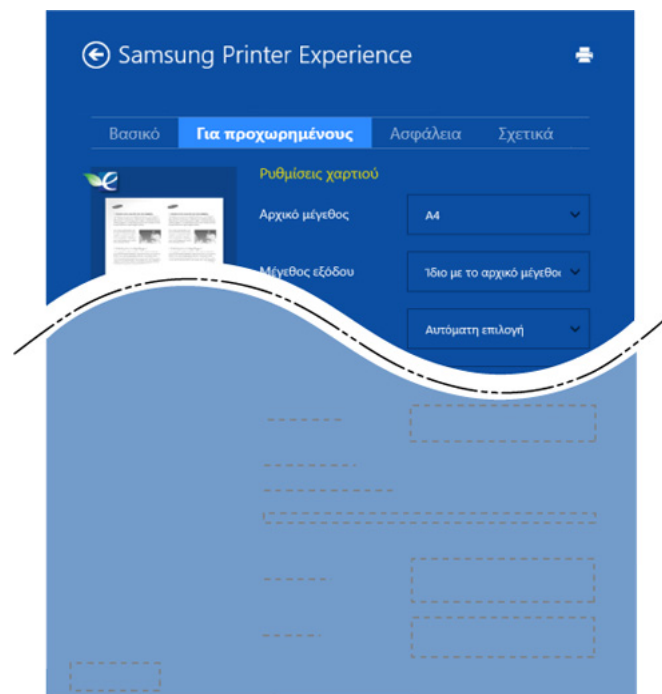 Samsung Printer Experience
Βασικό Για προχωρημένους Ασφάλεια Σχετικά
Ρυθμίσεις χαρτιού
Αρχικό μέγεθος A4
Μέγεθος εξόδου Ίδιο με το αρχικό μέγεθο
Αυτόματη επιλογή